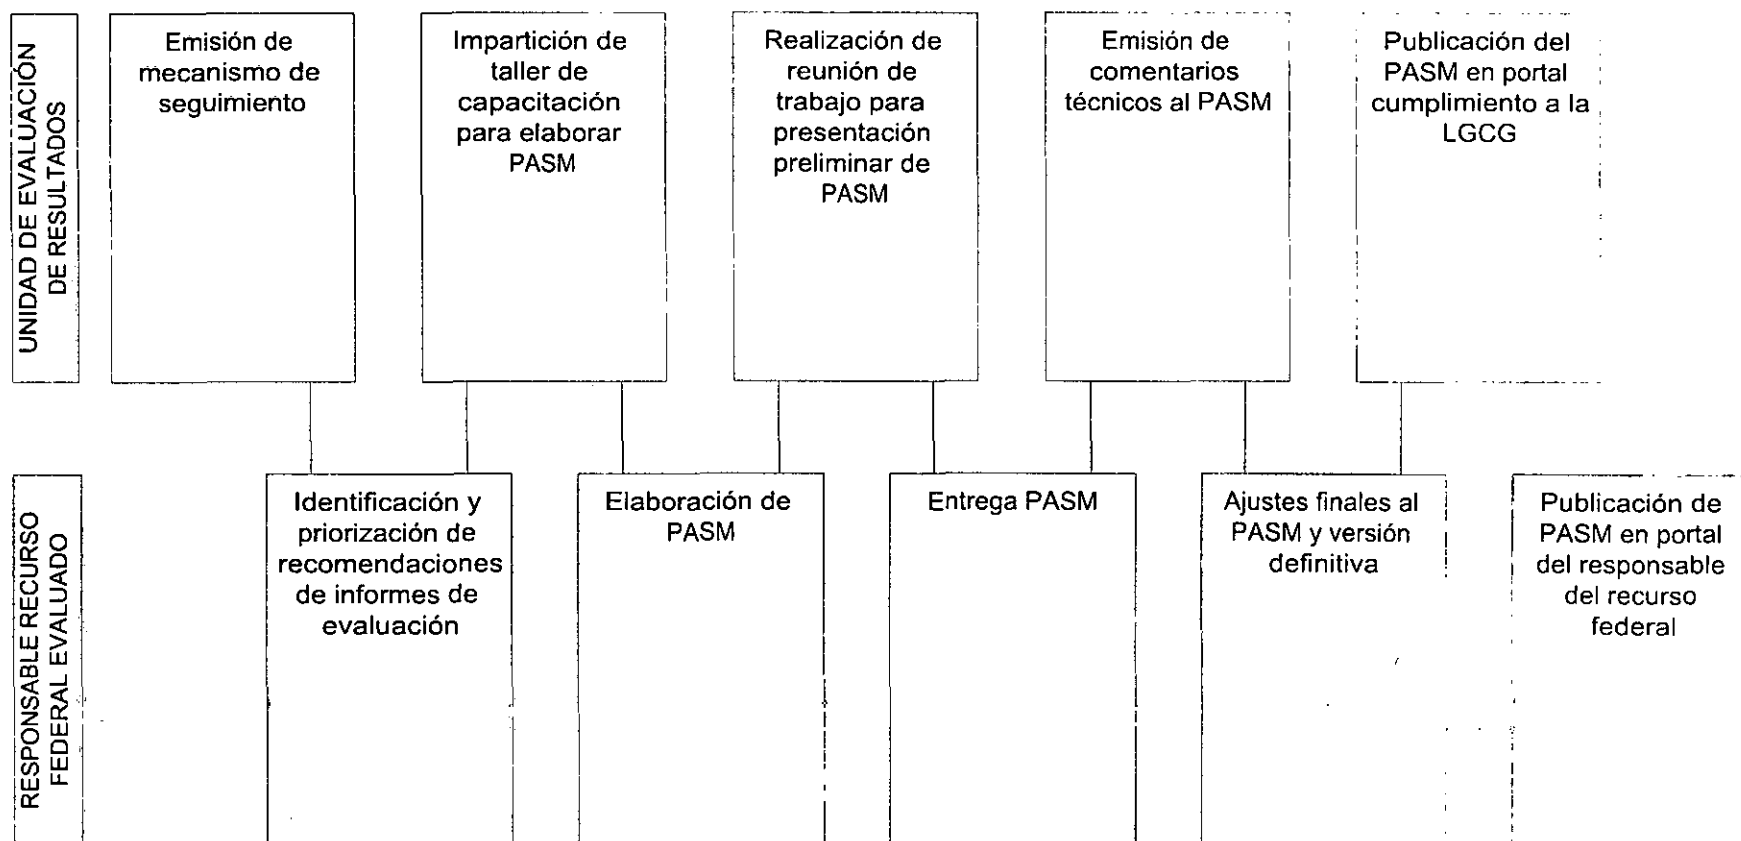 UNIDAD DE EVALUACIÓN
DE RESULTADOS
Emisión de
mecanismo de
seguimiento
Impartición de
taller de
capacitación
para elaborar
PASM
Realización de
reunión de
trabajo para
presentación
preliminar de
PASM
Emisión de
comentarios
técnicos al PASM
Publicación del
PASM en portal
cumplimiento a la
LGCG
RESPONSABLE RECURSO
FEDERAL EVALUADO
Identificación y
priorización de
recomendaciones
de informes de
evaluación
Elaboración de
PASM
Entrega PASM
Ajustes finales al
PASM y versión
definitiva
Publicación de
PASM en portal
del responsable
del recurso
federal